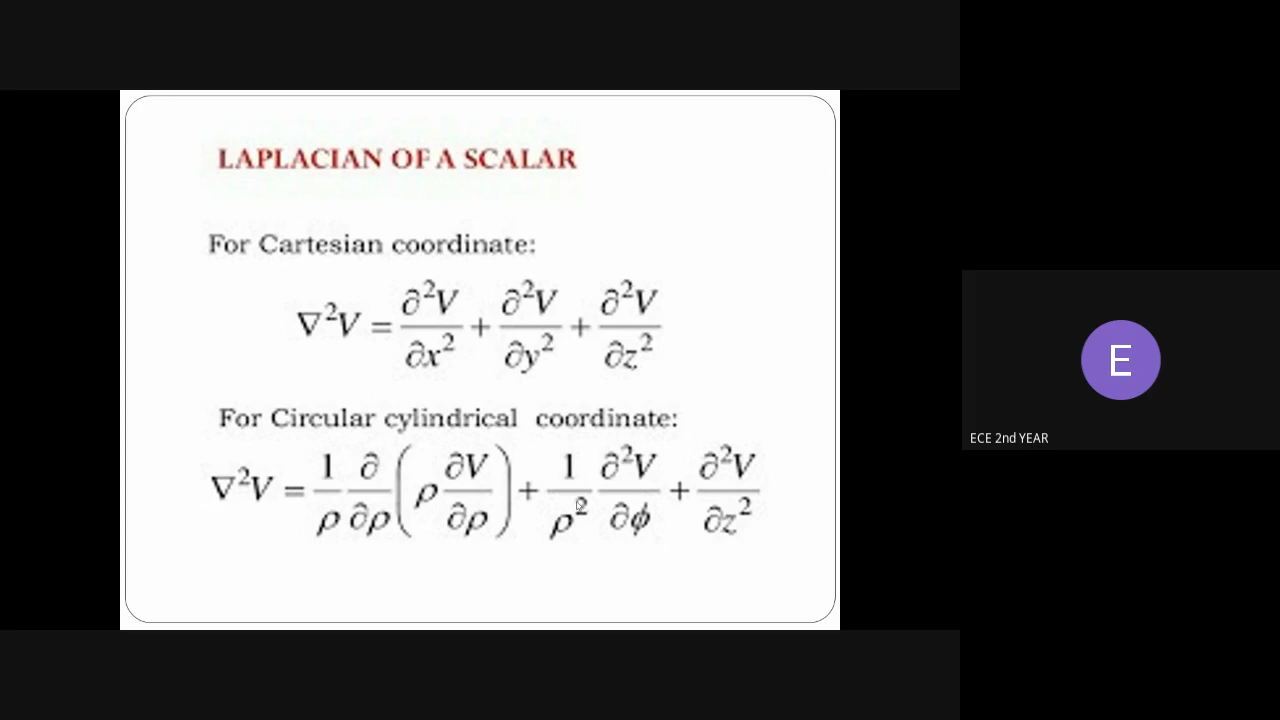 LAPLACIAN OF A SCALAR
For Cartesian coordinate:
∇²V = ∂²V/∂x² + ∂²V/∂y² + ∂²V/∂z²
For Circular cylindrical coordinate:
∇²V = 1/ρ ∂/∂ρ (ρ ∂V/∂ρ) + 1/ρ² ∂²V/∂ϕ + ∂²V/∂z²
E
ECE 2nd YEAR